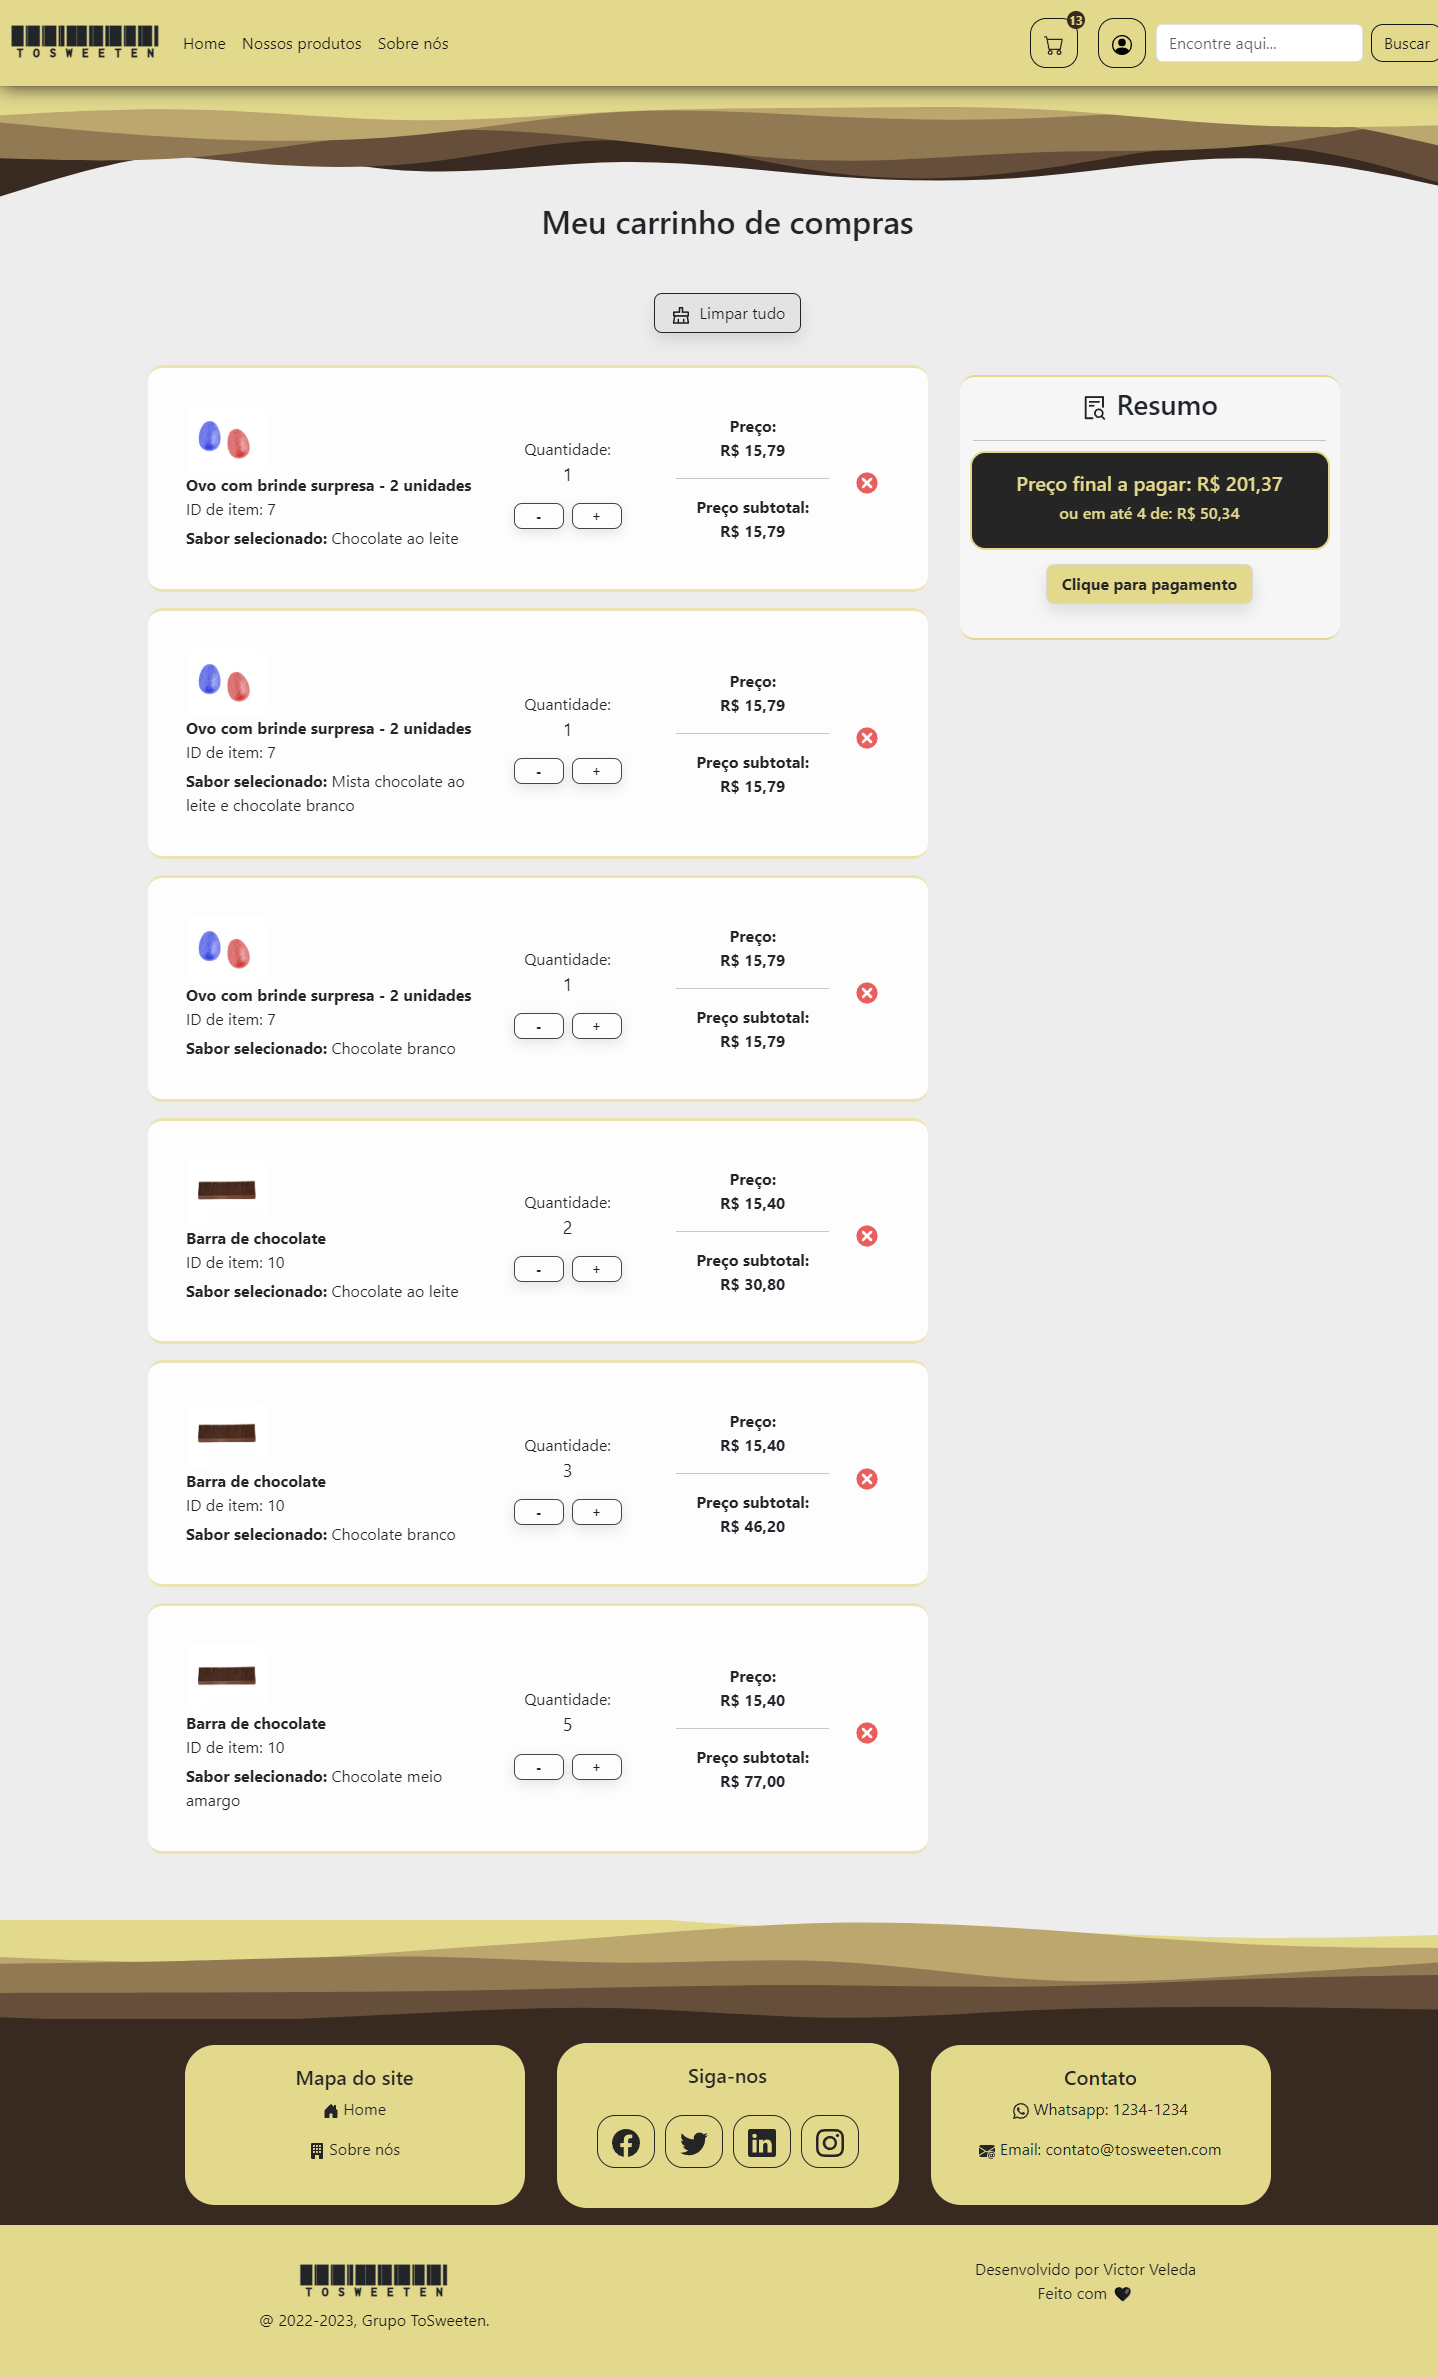 TOSWEETEN
Home Nossos produtos Sobre nós
13
Encontre aqui...
Buscar
Meu carrinho de compras
Limpar tudo
Ovo com brinde surpresa - 2 unidades
ID de item: 7
Sabor selecionado: Chocolate ao leite
Quantidade:
1
- +
Preço:
R$ 15,79
Preço subtotal:
R$ 15,79
Resumo
Preço final a pagar: R$ 201,37
ou em até 4 de: R$ 50,34
Clique para pagamento
Ovo com brinde surpresa - 2 unidades
ID de item: 7
Sabor selecionado: Mista chocolate ao
leite e chocolate branco
Quantidade:
1
- +
Preço:
R$ 15,79
Preço subtotal:
R$ 15,79
Ovo com brinde surpresa - 2 unidades
ID de item: 7
Sabor selecionado: Chocolate branco
Quantidade:
1
- +
Preço:
R$ 15,79
Preço subtotal:
R$ 15,79
Barra de chocolate
ID de item: 10
Sabor selecionado: Chocolate ao leite
Quantidade:
2
- +
Preço:
R$ 15,40
Preço subtotal:
R$ 30,80
Barra de chocolate
ID de item: 10
Sabor selecionado: Chocolate branco
Quantidade:
3
- +
Preço:
R$ 15,40
Preço subtotal:
R$ 46,20
Barra de chocolate
ID de item: 10
Sabor selecionado: Chocolate meio
amargo
Quantidade:
5
- +
Preço:
R$ 15,40
Preço subtotal:
R$ 77,00
Mapa do site
Home
Sobre nós
Siga-nos
Contato
Whatsapp: 1234-1234
Email: contato@tosweeten.com
TOSWEETEN
@ 2022-2023, Grupo ToSweeten.
Desenvolvido por Victor Veleda
Feito com